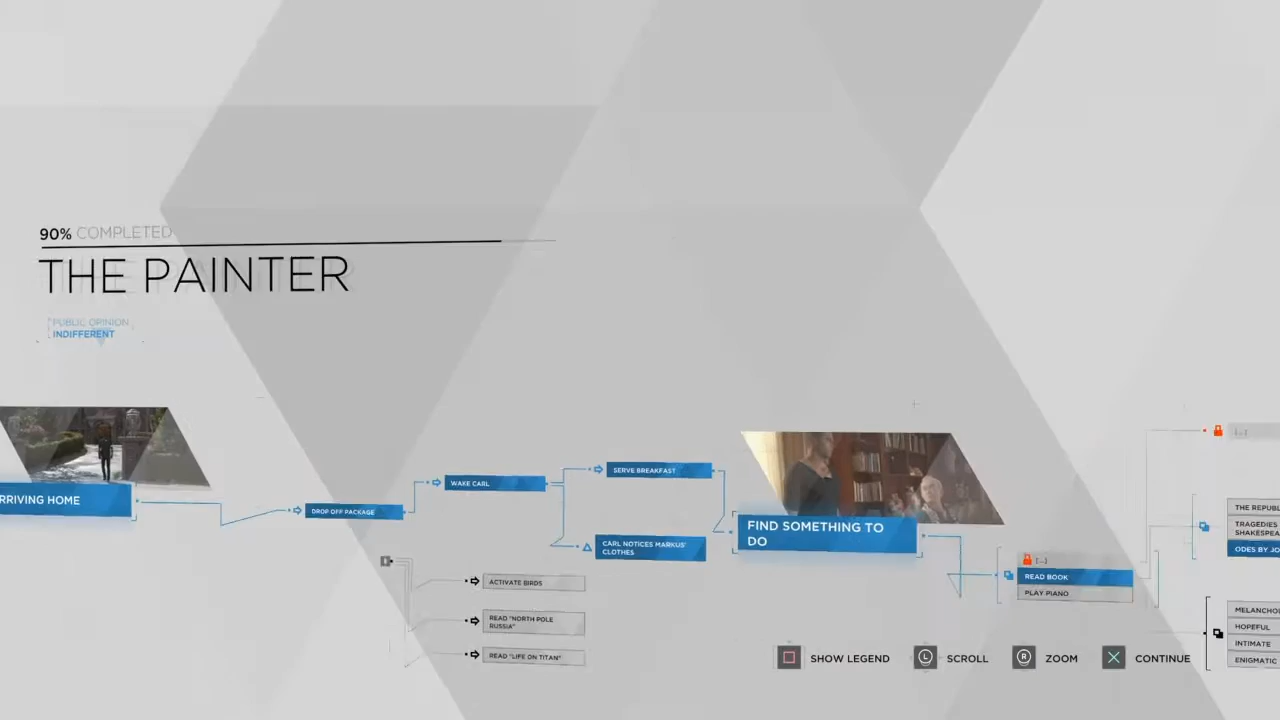 90% COMPLETED
THE PAINTER
PUBLIC OPINION
INDIFFERENT
RRIVING HOME
DROP OFF PACKAGE
WAKE CARL
SERVE BREAKFAST
CARL NOTICES MARKUS'
CLOTHES
ACTIVATE BIRDS
READ "NORTH POLE
RUSSIA"
READ "LIFE ON TITAN"
FIND SOMETHING TO
DO
[...]
READ BOOK
PLAY PIANO
[...]
THE REPUBL
TRAGEDIES
SHAKESPEA
ODES BY JO
MELANCHO
HOPEFUL
INTIMATE
ENIGMATIC
SHOW LEGEND
L SCROLL
R ZOOM
CONTINUE